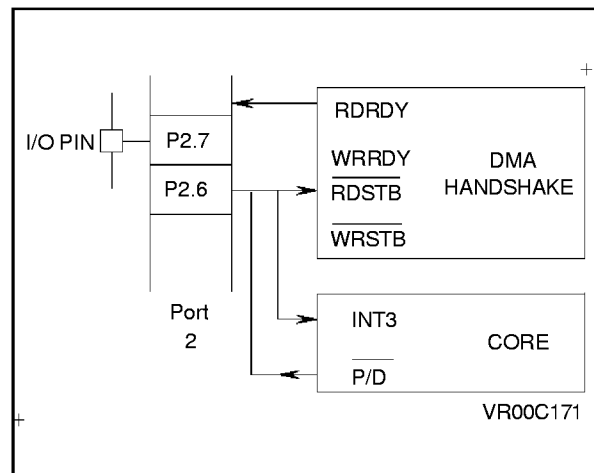 RDRDY
I/O PIN
P2.7
WRRDY
DMA
HANDSHAKE
P2.6
RDSTB
WRSTB
Port
2
INT3
CORE
P/D
VR00C171